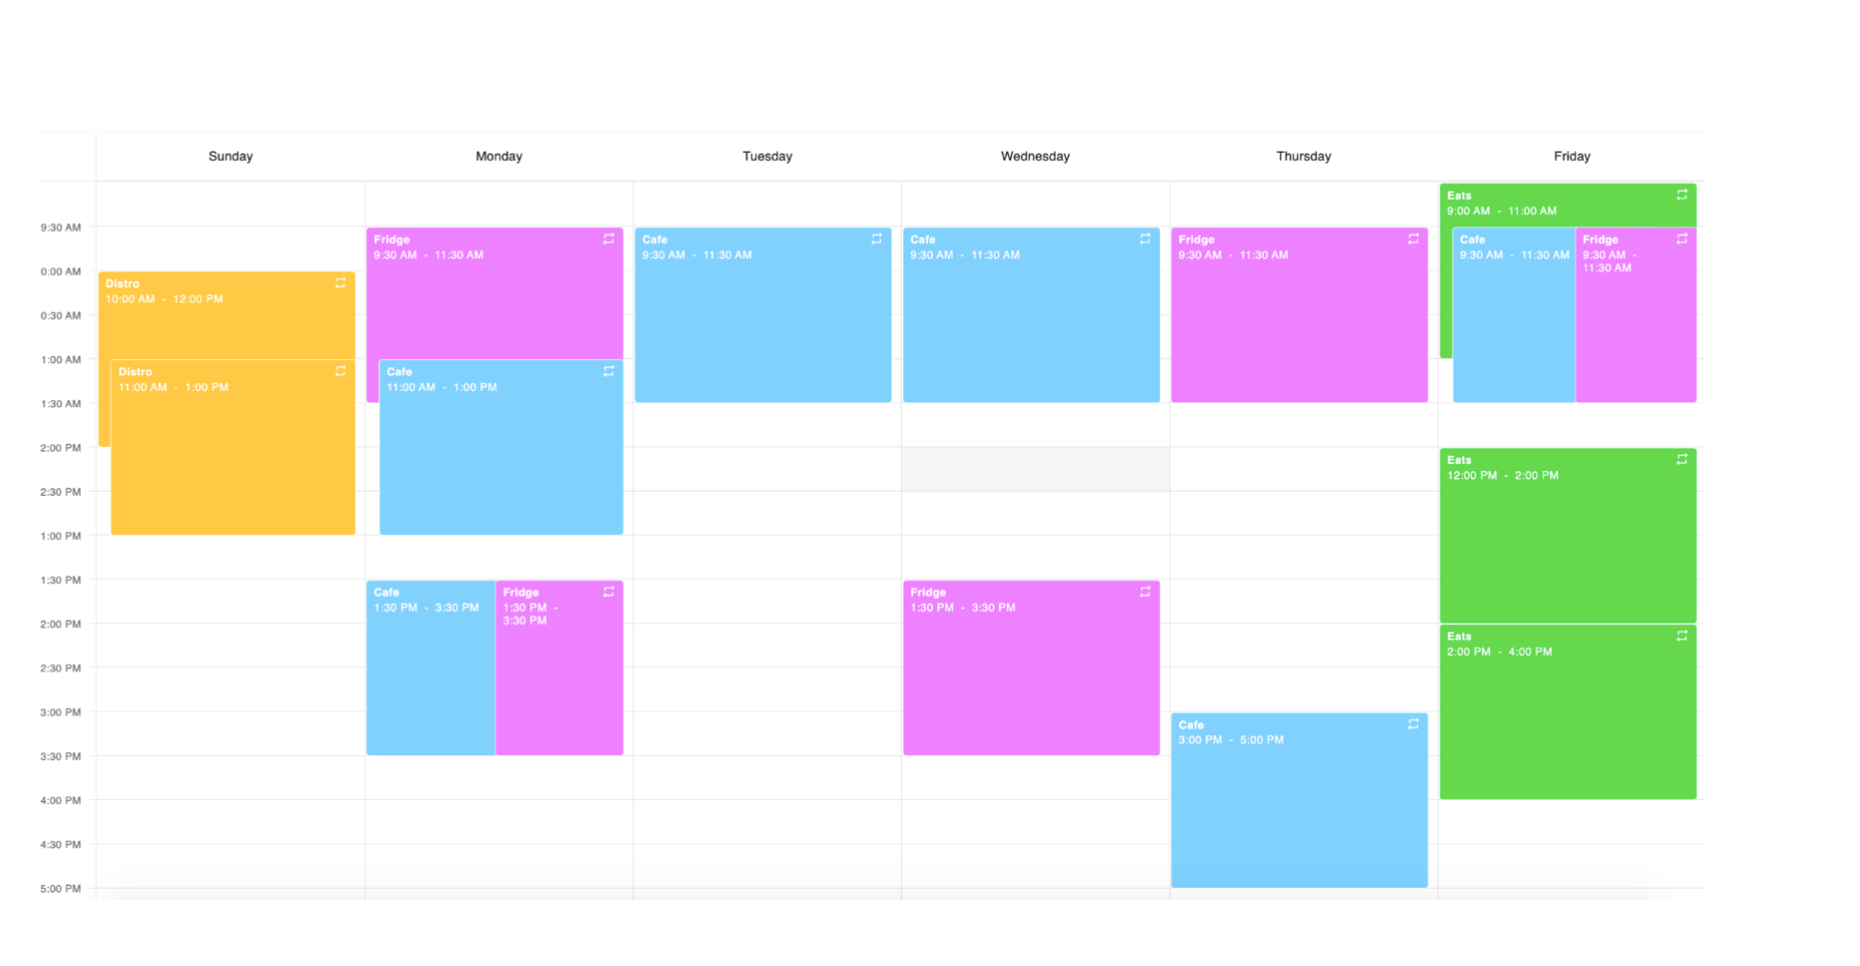 Sunday
Monday
Tuesday
Wednesday
Thursday
Friday
9:30 AM
0:00 AM
0:30 AM
1:00 AM
1:30 AM
2:00 PM
2:30 PM
1:00 PM
1:30 PM
2:00 PM
2:30 PM
3:00 PM
3:30 PM
4:00 PM
4:30 PM
5:00 PM
Distro
10:00 AM - 12:00 PM
Distro
11:00 AM - 1:00 PM
Fridge
9:30 AM - 11:30 AM
Cafe
11:00 AM - 1:00 PM
Cafe
1:30 PM - 3:30 PM
Fridge
1:30 PM -
3:30 PM
Cafe
9:30 AM - 11:30 AM
Cafe
9:30 AM - 11:30 AM
Fridge
1:30 PM - 3:30 PM
Fridge
9:30 AM - 11:30 AM
Cafe
3:00 PM - 5:00 PM
Eats
9:00 AM - 11:00 AM
Cafe
9:30 AM - 11:30 AM
Fridge
9:30 AM -
11:30 AM
Eats
12:00 PM - 2:00 PM
Eats
2:00 PM - 4:00 PM